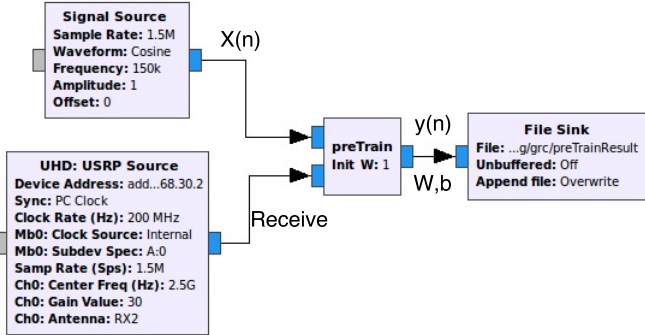 Signal Source
Sample Rate: 1.5M
Waveform: Cosine
Frequency: 150k
Amplitude: 1
Offset: 0
X(n)
preTrain
Init W: 1
y(n)
W,b
File Sink
File: ...g/grc/preTrainResult
Unbuffered: Off
Append file: Overwrite
UHD: USRP Source
Device Address: add...68.30.2
Sync: PC Clock
Clock Rate (Hz): 200 MHz
Mb0: Clock Source: Internal
Mb0: Subdev Spec: A:0
Samp Rate (Sps): 1.5M
Ch0: Center Freq (Hz): 2.5G
Ch0: Gain Value: 30
Ch0: Antenna: RX2
Receive